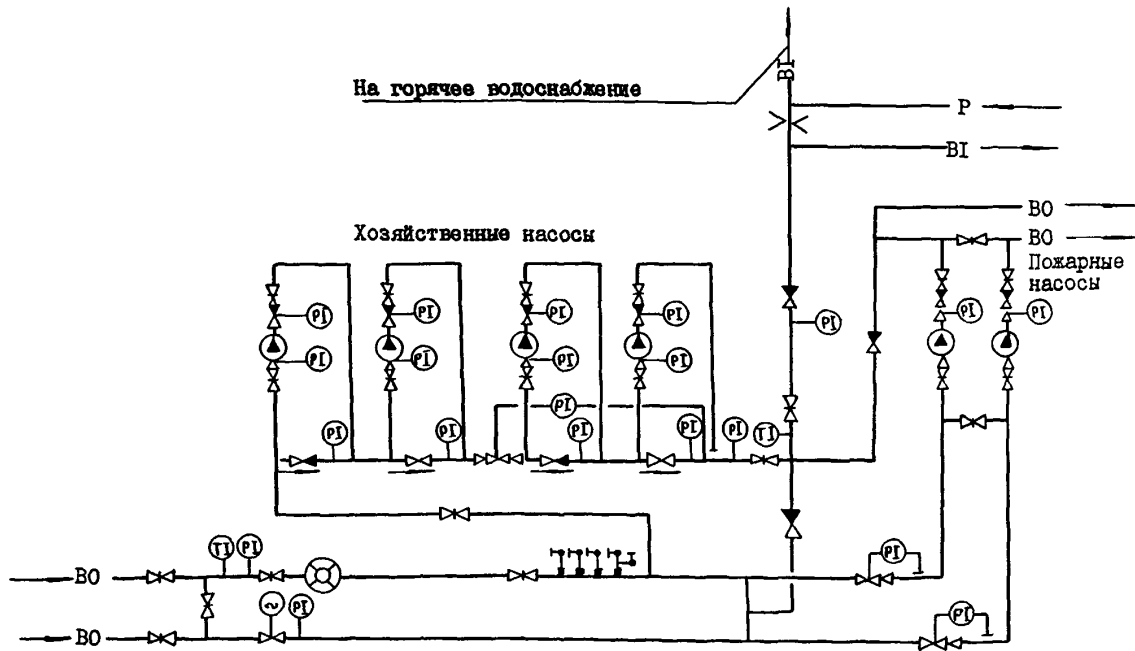 BI
На горячее водоснабжение
P
BI
BO
Хозяйственные насосы
BO
Пожарные
насосы
PI PI PI PI PI PI
PI
PI PI PI PI
PI
PI PI PI PI PI TI
TI PI PI
BO
PI PI
BO